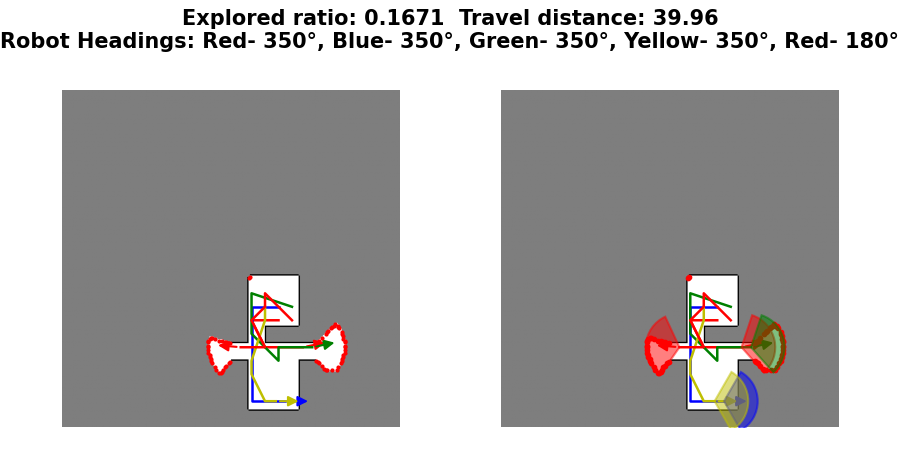 Explored ratio: 0.1671  Travel distance: 39.96
Robot Headings: Red- 350°, Blue- 350°, Green- 350°, Yellow- 350°, Red- 180°